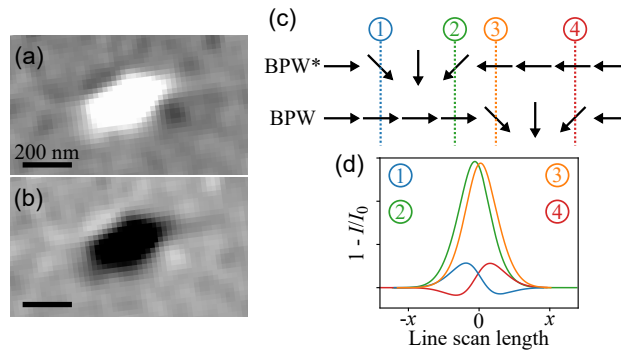 (a)
200 nm
(b)
(c)
1 2 3 4
BPW*
BPW
(d)
1 3
2 4
1 - I/I0
-x 0 x
Line scan length